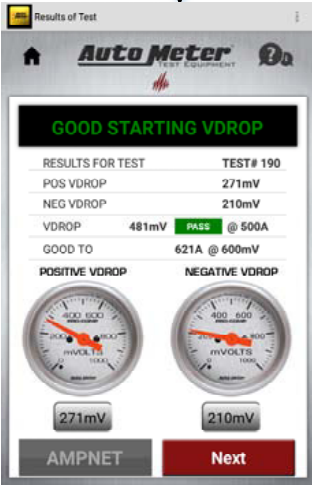 Results of Test
Auto Meter
TEST EQUIPMENT
GOOD STARTING VDROP
RESULTS FOR TEST TEST# 190
POS VDROP 271mV
NEG VDROP 210mV
VDROP 481mV PASS @ 500A
GOOD TO 621A @ 600mV
POSITIVE VDROP NEGATIVE VDROP
400 600 400 600
200 800 800
mVOLTS mVOLTS
0 1000 0 1000
271mV 210mV
AMPNET Next